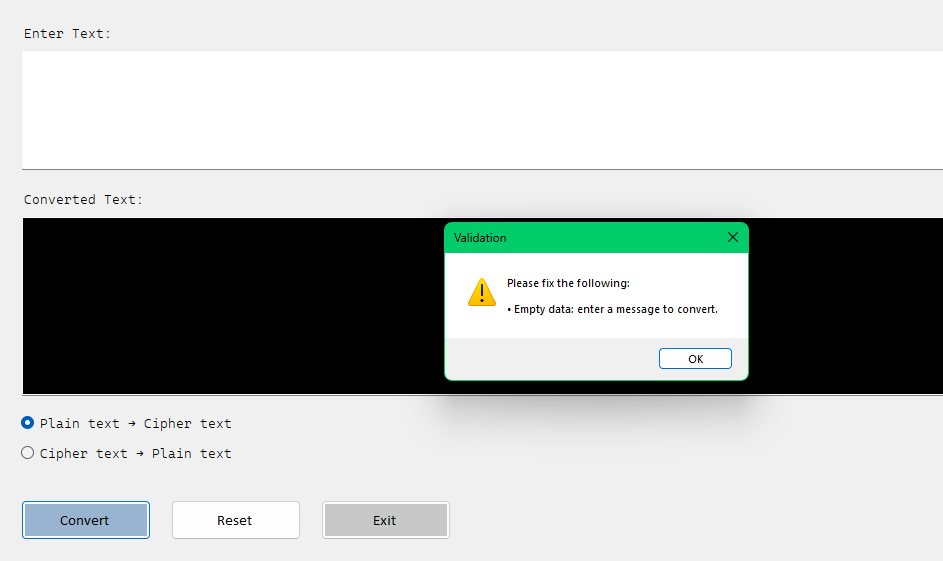 Enter Text:
Converted Text:
Validation
Please fix the following:
• Empty data: enter a message to convert.
OK
Plain text → Cipher text
Cipher text → Plain text
Convert
Reset
Exit